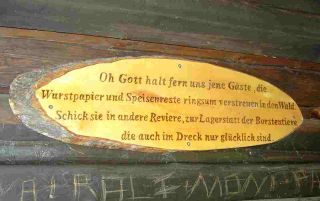 Oh Gott halt fern uns jene Gäste, die
Wurstpapier und Speisenreste ringsum verstreuen in den Wald
Schick sie in andere Reviere, zur Lagerstatt der Borstentiere
die auch im Dreck nur glücklich sind